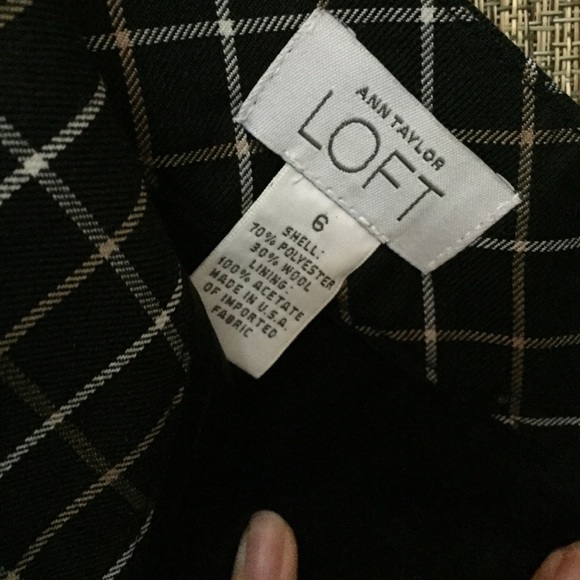 ANN TAYLOR
LOFT
6
SHELL:
70% POLYESTER
30% WOOL
LINING:
100% ACETATE
MADE IN U.S.A.
OF IMPORTED
FABRIC